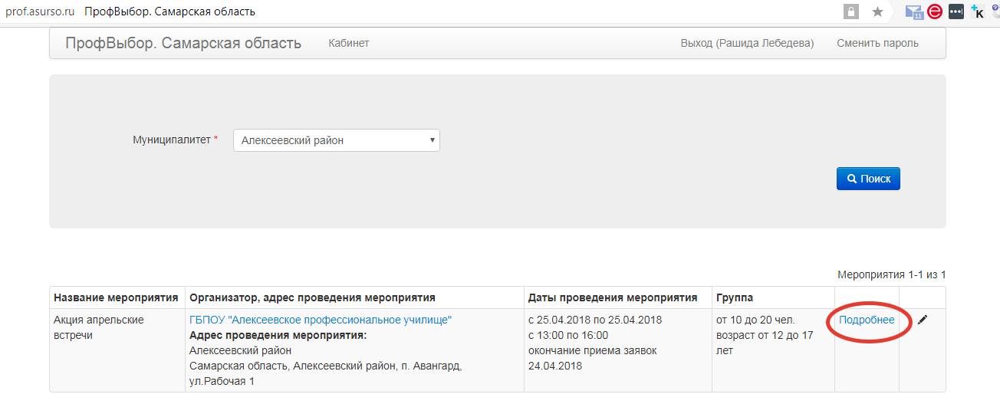 prof.asurso.ru ПрофВыбор. Самарская область
11
K
ПрофВыбор. Самарская область Кабинет Выход (Рашида Лебедева) Сменить пароль
Муниципалитет * Алексеевский район
Поиск
Мероприятия 1-1 из 1
Название мероприятия Организатор, адрес проведения мероприятия Даты проведения мероприятия Группа
Акция апрельские ГБПОУ "Алексеевское профессиональное училище" с 25.04.2018 по 25.04.2018 от 10 до 20 чел. Подробнее
встречи Адрес проведения мероприятия: с 13:00 по 16:00 возраст от 12 до 17
Алексеевский район окончание приема заявок лет
Самарская область, Алексеевский район, п. Авангард, 24.04.2018
ул.Рабочая 1